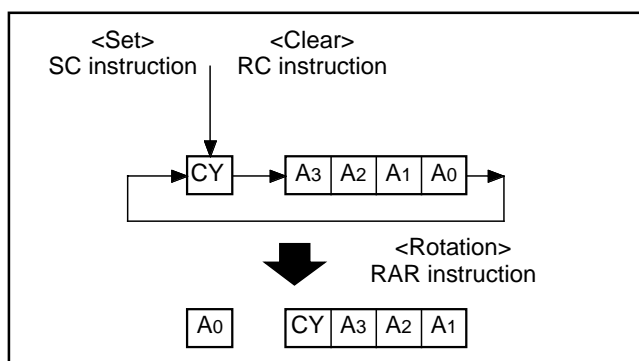 <Set> <Clear>
SC instruction RC instruction
CY A3 A2 A1 A0
<Rotation>
RAR instruction
A0 CY A3 A2 A1